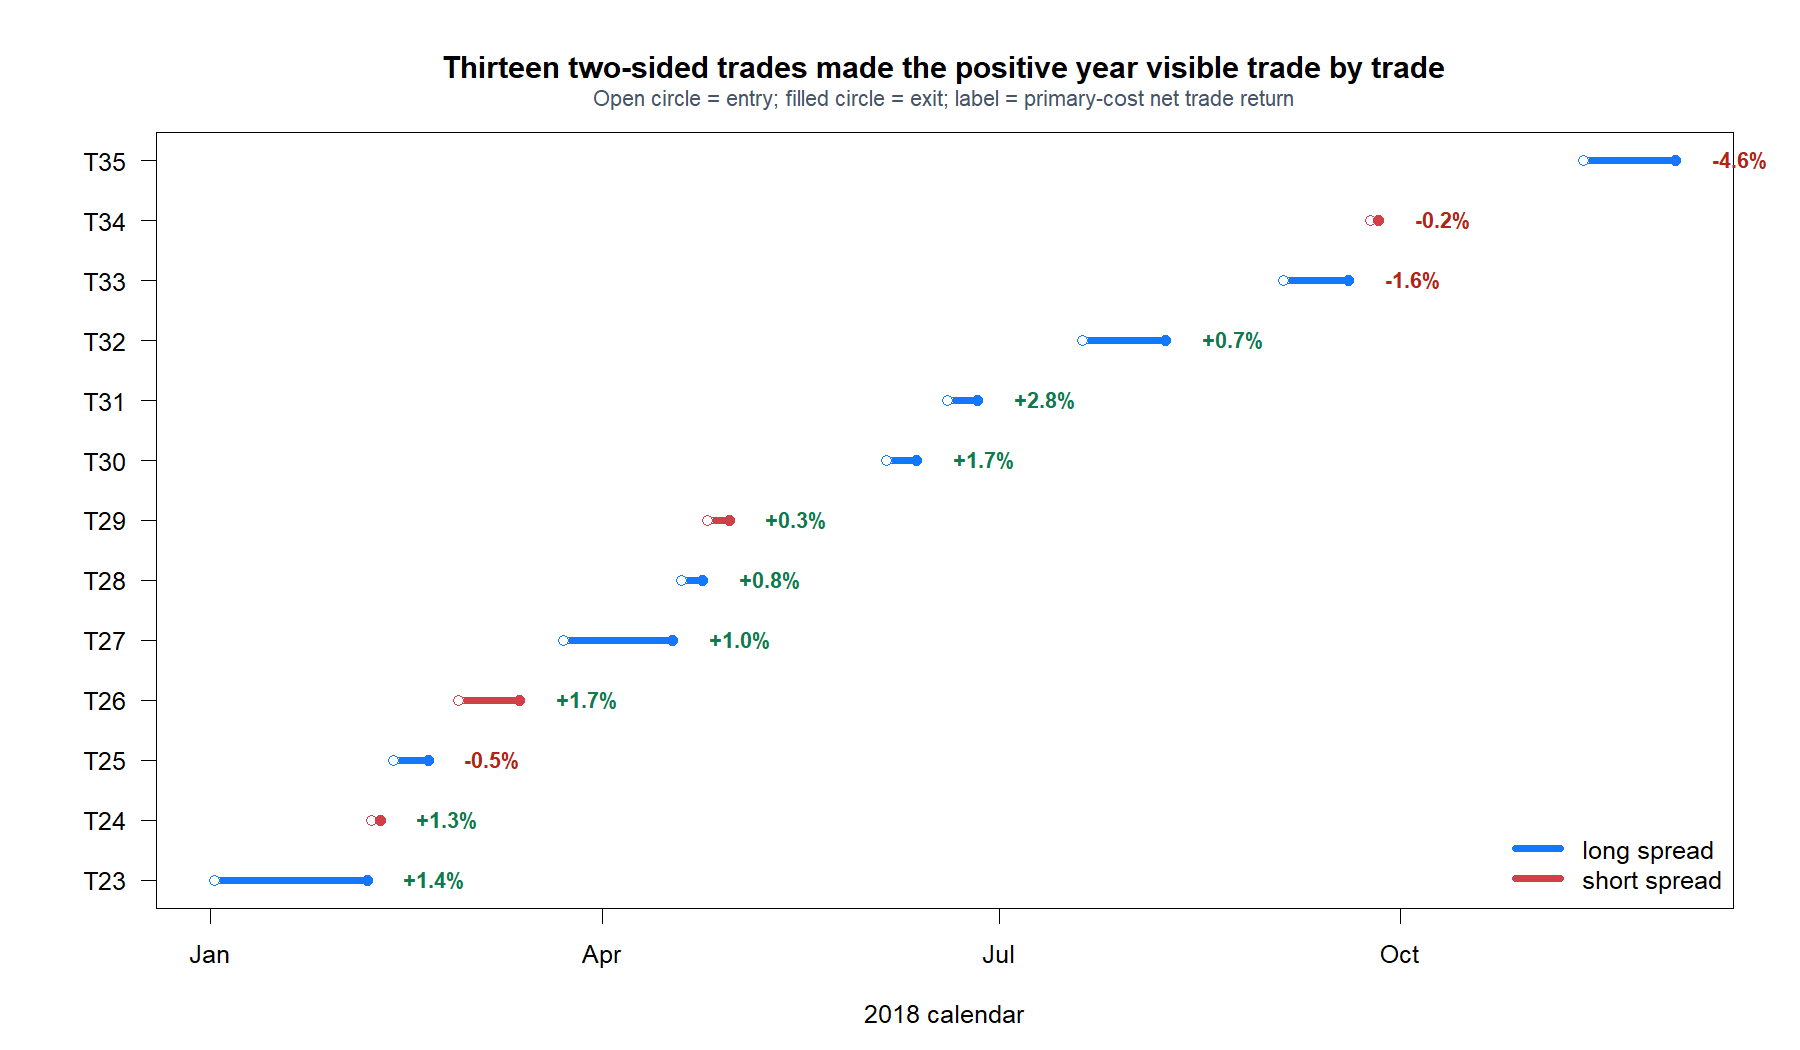 Thirteen two-sided trades made the positive year visible trade by trade
Open circle = entry; filled circle = exit; label = primary-cost net trade return
T35 -4.6%
T34 -0.2%
T33 -1.6%
T32 +0.7%
T31 +2.8%
T30 +1.7%
T29 +0.3%
T28 +0.8%
T27 +1.0%
T26 +1.7%
T25 -0.5%
T24 +1.3%
T23 +1.4%
long spread
short spread
Jan Apr Jul Oct
2018 calendar